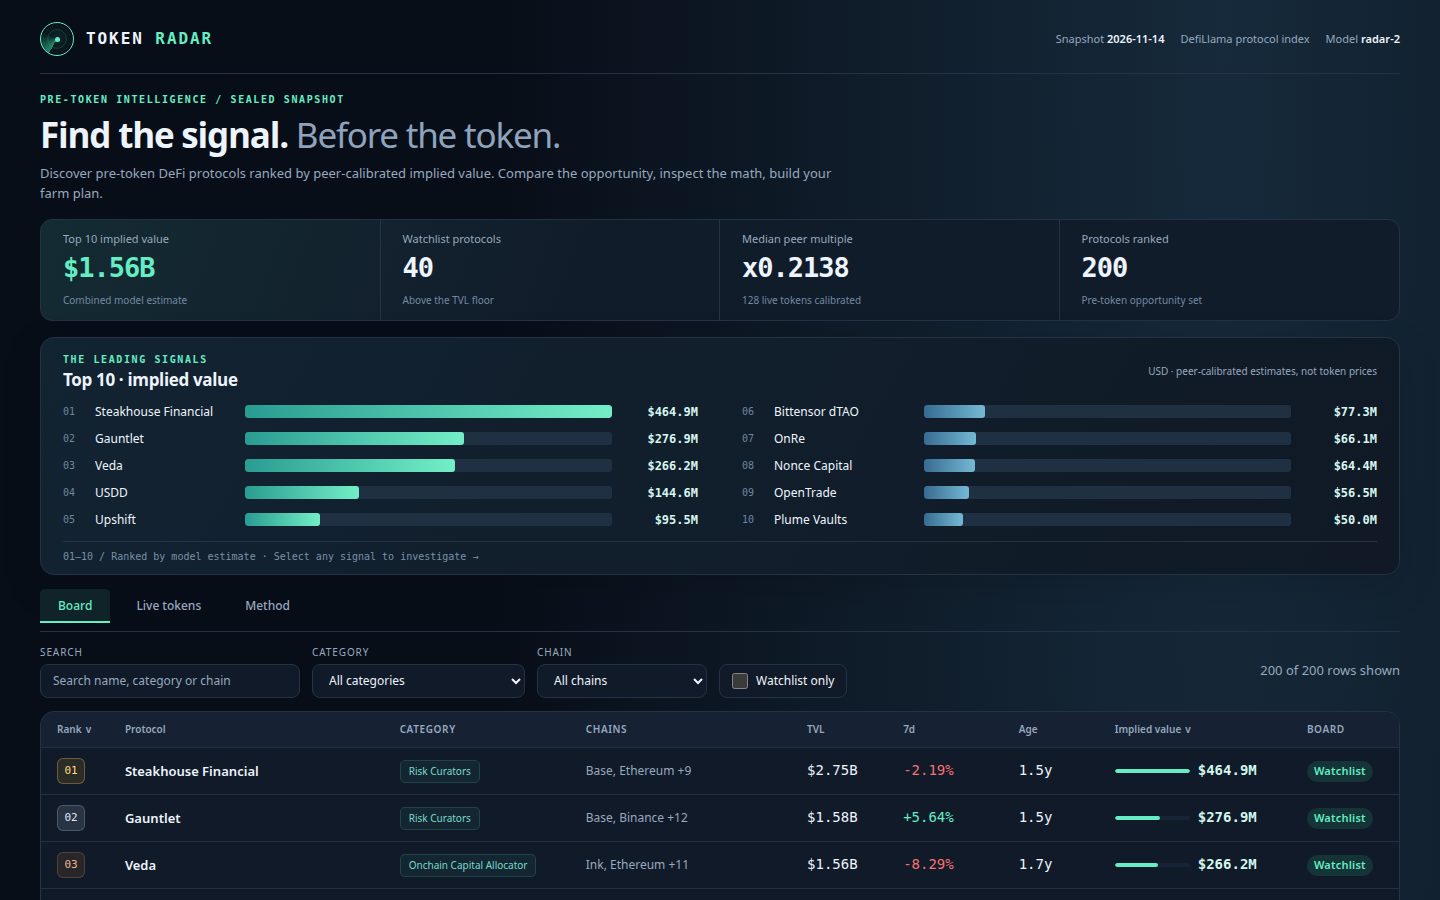 TOKEN RADAR
Snapshot 2026-11-14 DefiLlama protocol index Model radar-2
PRE-TOKEN INTELLIGENCE / SEALED SNAPSHOT
Find the signal. Before the token.
Discover pre-token DeFi protocols ranked by peer-calibrated implied value. Compare the opportunity, inspect the math, build your
farm plan.
Top 10 implied value
$1.56B
Combined model estimate
Watchlist protocols
40
Above the TVL floor
Median peer multiple
x0.2138
128 live tokens calibrated
Protocols ranked
200
Pre-token opportunity set
THE LEADING SIGNALS
Top 10 · implied value
USD · peer-calibrated estimates, not token prices
01 Steakhouse Financial $464.9M
02 Gauntlet $276.9M
03 Veda $266.2M
04 USDD $144.6M
05 Upshift $95.5M
06 Bittensor dTAO $77.3M
07 OnRe $66.1M
08 Nonce Capital $64.4M
09 OpenTrade $56.5M
10 Plume Vaults $50.0M
01–10 / Ranked by model estimate · Select any signal to investigate →
Board Live tokens Method
SEARCH CATEGORY CHAIN
Search name, category or chain All categories All chains Watchlist only
200 of 200 rows shown
Rank v Protocol CATEGORY CHAINS TVL 7d Age Implied value v BOARD
01 Steakhouse Financial Risk Curators Base, Ethereum +9 $2.75B -2.19% 1.5y $464.9M Watchlist
02 Gauntlet Risk Curators Base, Binance +12 $1.58B +5.64% 1.5y $276.9M Watchlist
03 Veda Onchain Capital Allocator Ink, Ethereum +11 $1.56B -8.29% 1.7y $266.2M Watchlist